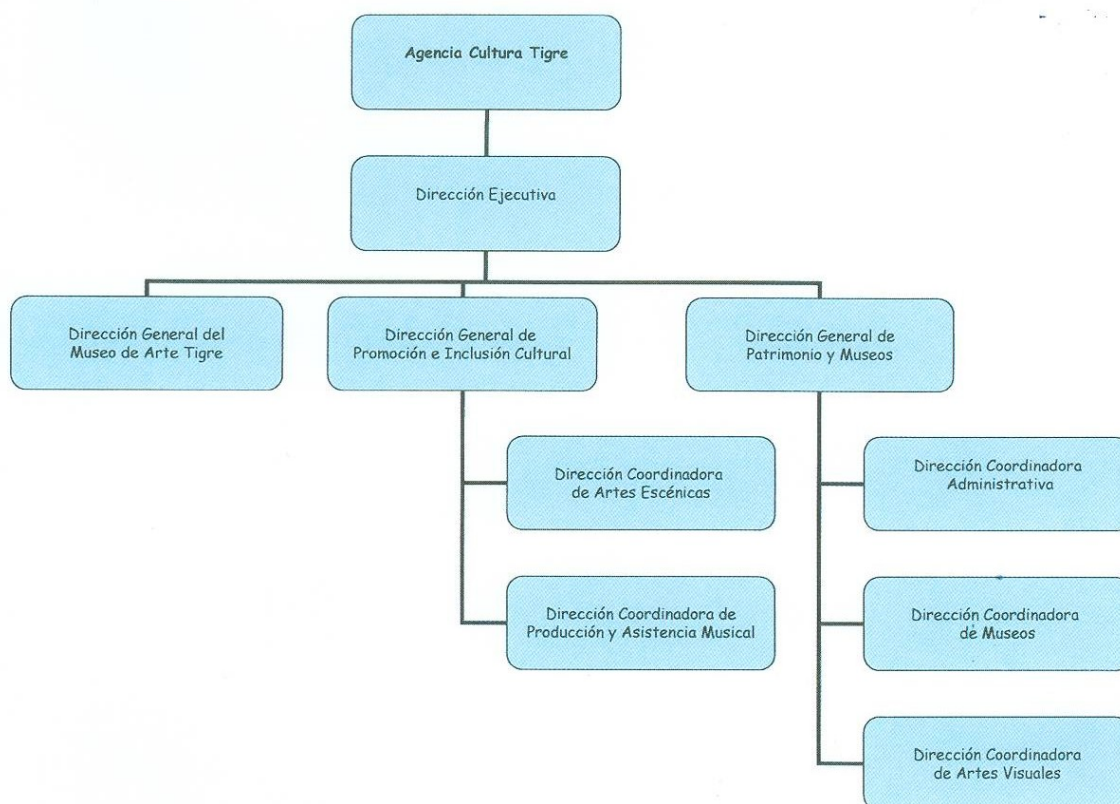 Agencia Cultura Tigre
Dirección Ejecutiva
Dirección General del
Museo de Arte Tigre
Dirección General de
Promoción e Inclusión Cultural
Dirección General de
Patrimonio y Museos
Dirección Coordinadora
de Artes Escénicas
Dirección Coordinadora de
Producción y Asistencia Musical
Dirección Coordinadora
Administrativa
Dirección Coordinadora
de Museos
Dirección Coordinadora
de Artes Visuales